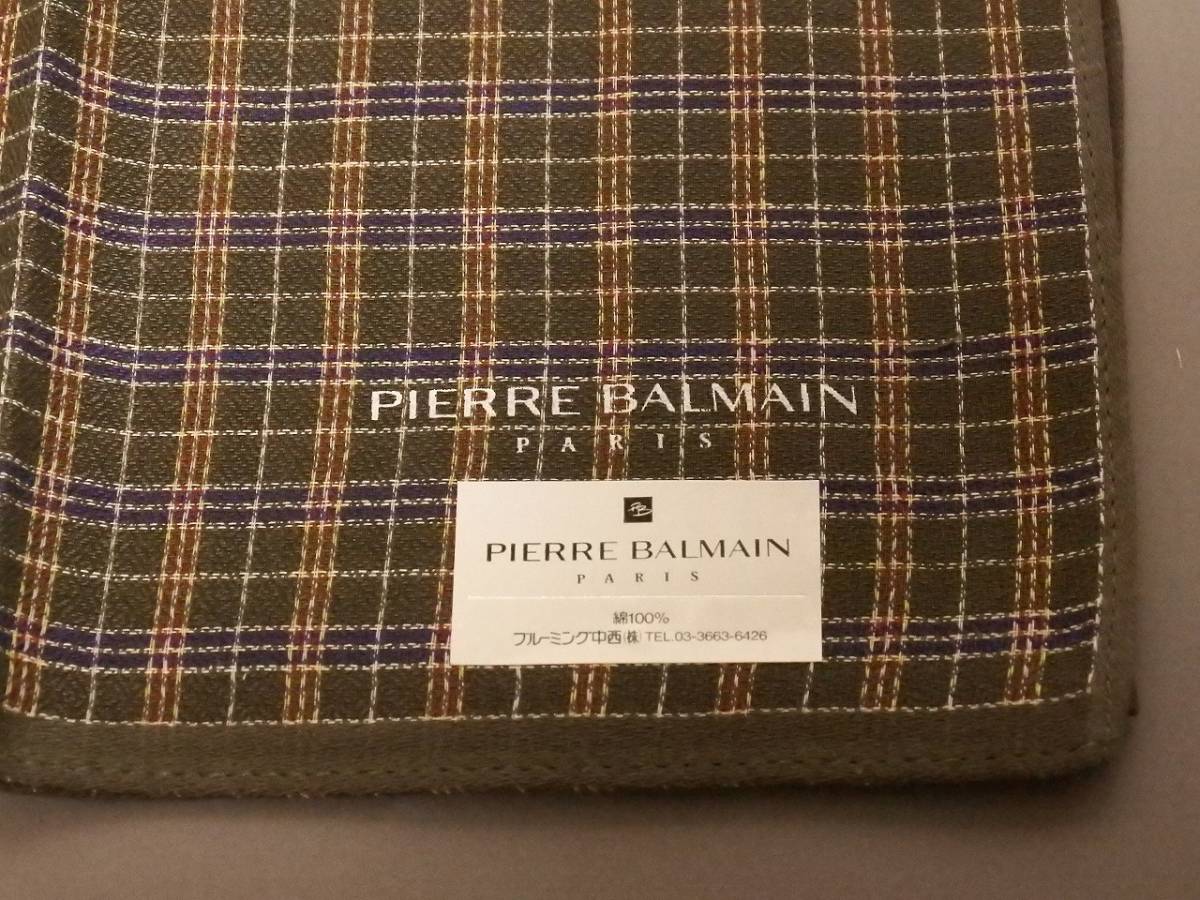 PIERRE BALMAIN
PARIS
PB
PIERRE BALMAIN
PARIS
綿100%
ブルーミング中西(株) TEL.03-3663-6426